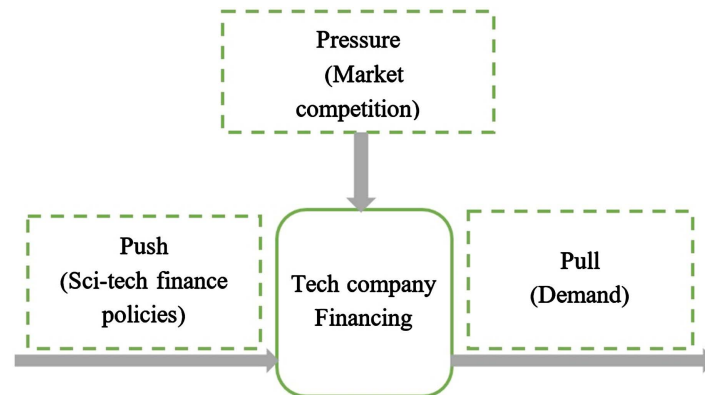 Pressure
(Market
competition)
Push
(Sci-tech finance
policies)
Tech company
Financing
Pull
(Demand)